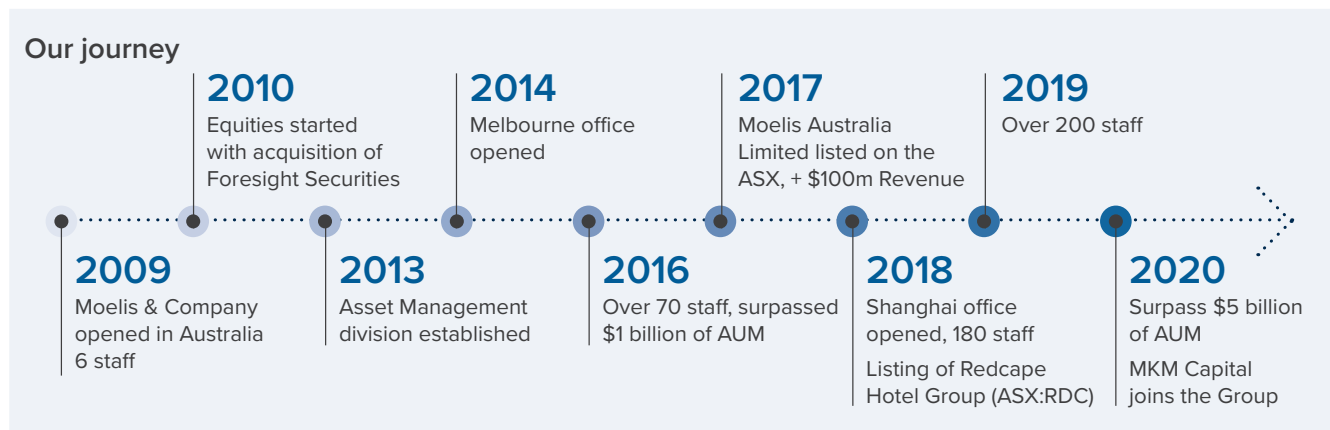 Our journey
2009
Moelis & Company
opened in Australia
6 staff
2010
Equities started
with acquisition of
Foresight Securities
2013
Asset Management
division established
2014
Melbourne office
opened
2016
Over 70 staff, surpassed
$1 billion of AUM
2017
Moelis Australia
Limited listed on the
ASX, + $100m Revenue
2018
Shanghai office
opened, 180 staff
Listing of Redcape
Hotel Group (ASX:RDC)
2019
Over 200 staff
2020
Surpass $5 billion
of AUM
MKM Capital
joins the Group